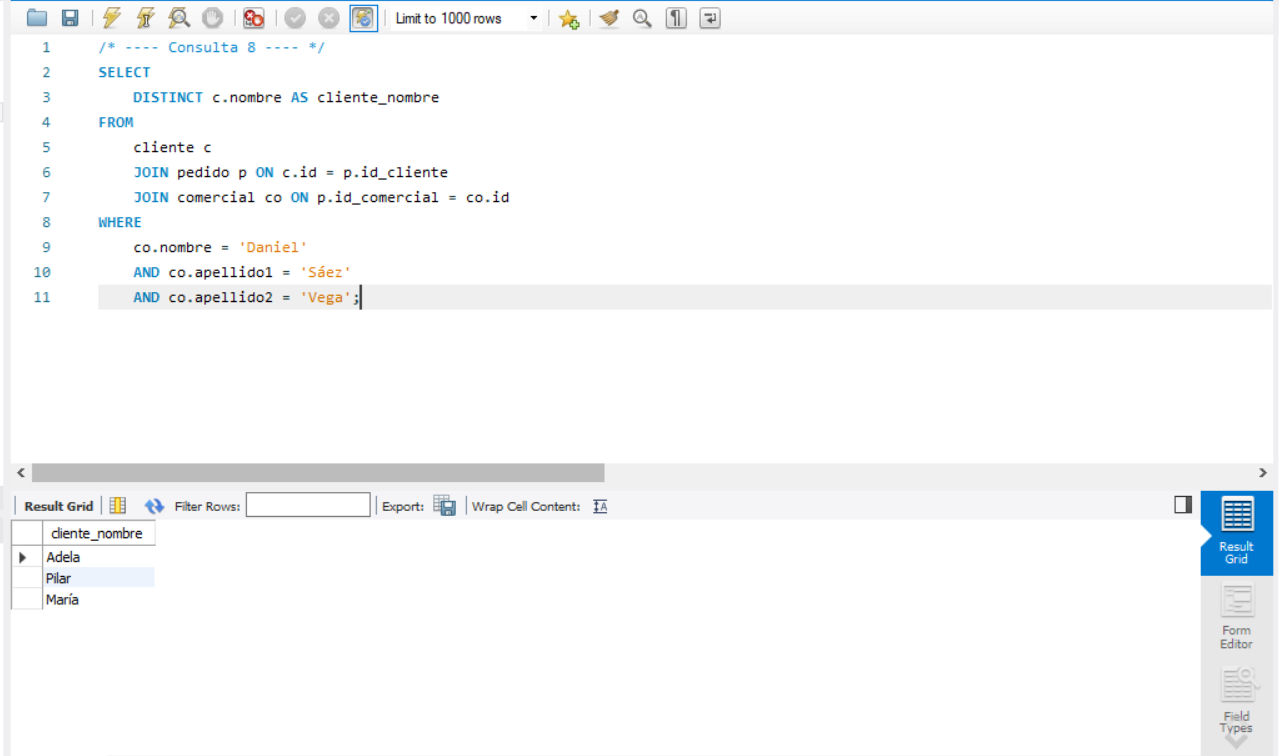 Limit to 1000 rows
1 /* ---- Consulta 8 ---- */
2 SELECT
3 DISTINCT c.nombre AS cliente_nombre
4 FROM
5 cliente c
6 JOIN pedido p ON c.id = p.id_cliente
7 JOIN comercial co ON p.id_comercial = co.id
8 WHERE
9 co.nombre = 'Daniel'
10 AND co.apellido1 = 'Sáez'
11 AND co.apellido2 = 'Vega';
Result Grid Filter Rows: Export: Wrap Cell Content: IA
cliente_nombre
Adela
Pilar
María
Result
Grid
Form
Editor
Field
Types